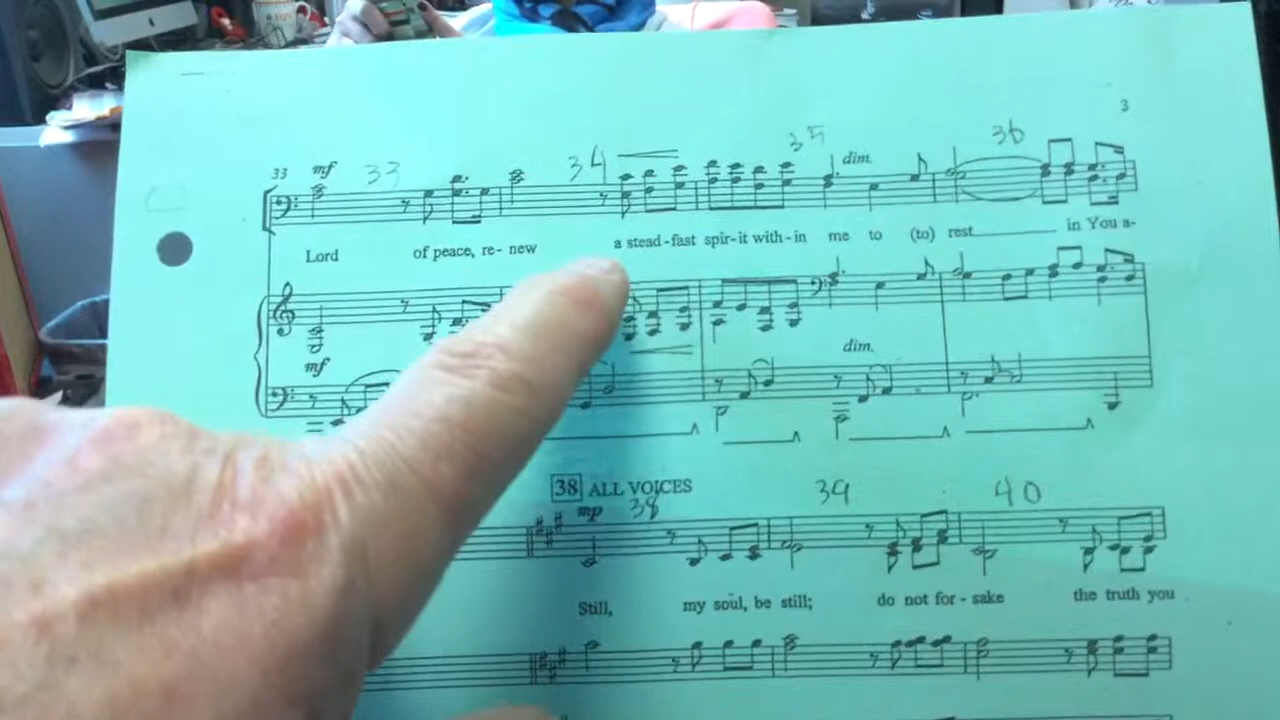 3
33 mf 33 34 35 dim. 36
Lord of peace, re- new a stead-fast spir-it with-in me to (to) rest in You a-
mf dim.
38 ALL VOICES 39 40
mp 38
Still, my soul, be still; do not for- sake the truth you